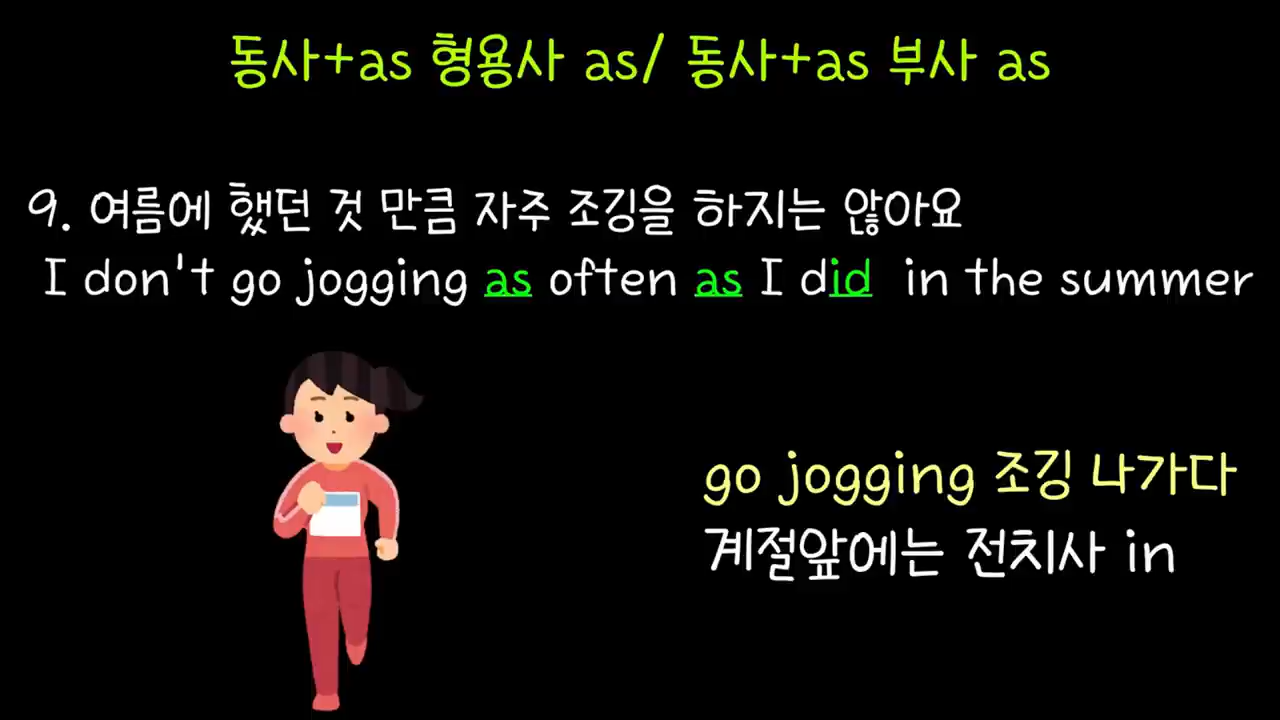 동사+as 형용사 as/ 동사+as 부사 as
9. 여름에 했던 것 만큼 자주 조깅을 하지는 않아요
I don't go jogging as often as I did in the summer
go jogging 조깅 나가다
계절앞에는 전치사 in